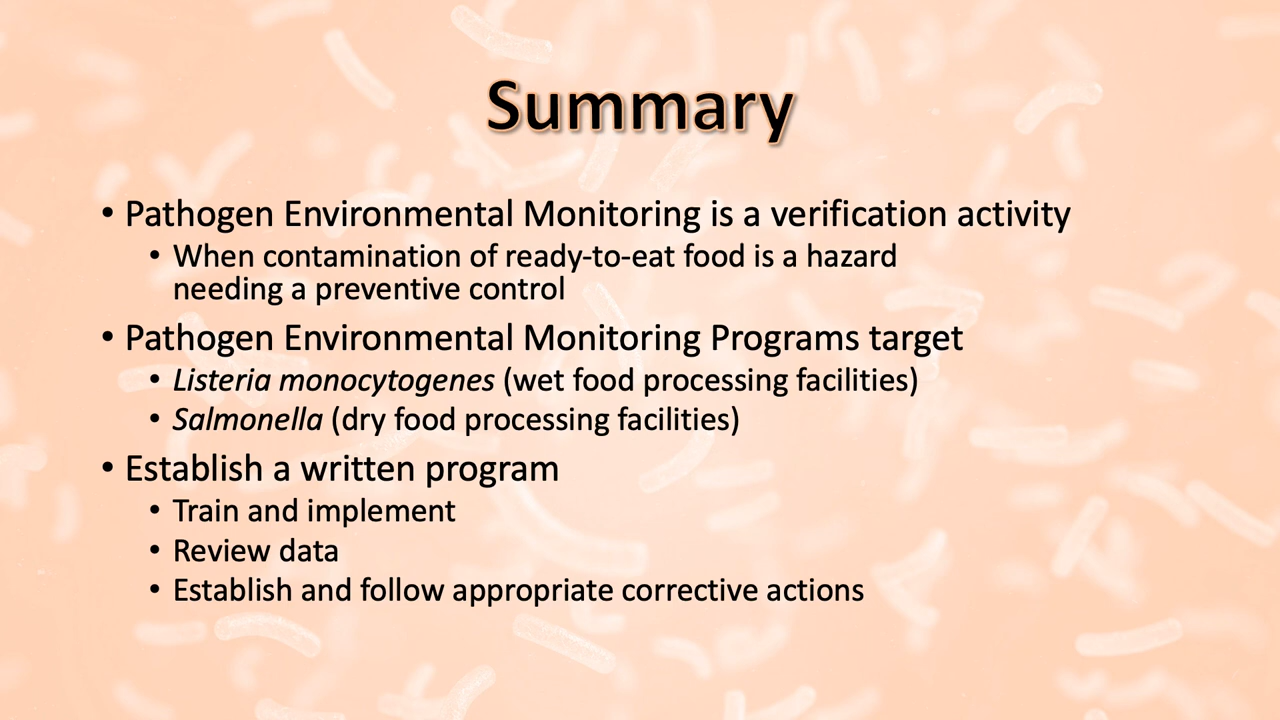 Summary
• Pathogen Environmental Monitoring is a verification activity
• When contamination of ready-to-eat food is a hazard
needing a preventive control
• Pathogen Environmental Monitoring Programs target
• Listeria monocytogenes (wet food processing facilities)
• Salmonella (dry food processing facilities)
• Establish a written program
• Train and implement
• Review data
• Establish and follow appropriate corrective actions